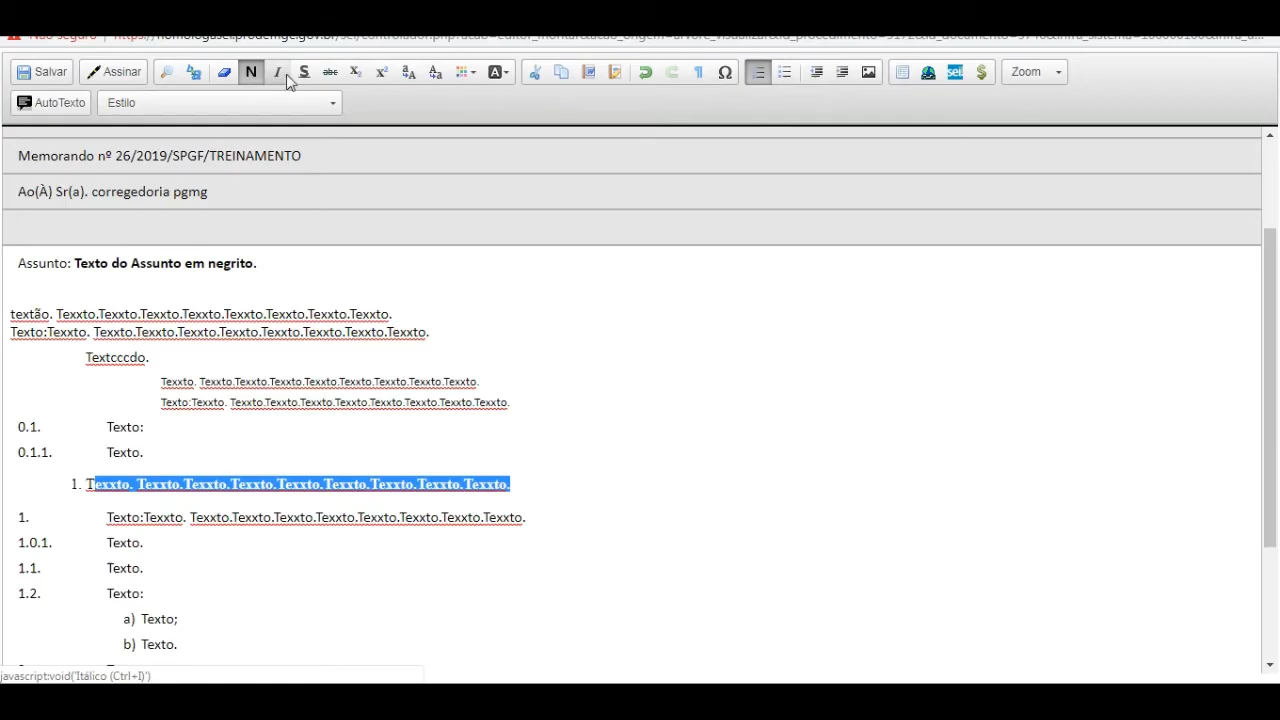 Salvar Assinar N I S abc X₂ X² Zoom
AutoTexto Estilo
Memorando nº 26/2019/SPGF/TREINAMENTO
Ao(À) Sr(a). corregedoria pgmg
Assunto: Texto do Assunto em negrito.
textão. Texxto.Texxto.Texxto.Texxto.Texxto.Texxto.Texxto.Texxto.
Texto:Texxto. Texxto.Texxto.Texxto.Texxto.Texxto.Texxto.Texxto.Texxto.
Textcccdo.
Texxto. Texxto.Texxto.Texxto.Texxto.Texxto.Texxto.Texxto.Texxto.
Texto:Texxto. Texxto.Texxto.Texxto.Texxto.Texxto.Texxto.Texxto.Texxto.
0.1. Texto:
0.1.1. Texto.
1. Texxto. Texxto.Texxto.Texxto.Texxto.Texxto.Texxto.Texxto.Texxto.
1. Texto:Texxto. Texxto.Texxto.Texxto.Texxto.Texxto.Texxto.Texxto.Texxto.
1.0.1. Texto.
1.1. Texto.
1.2. Texto:
a) Texto;
b) Texto.
javascript:void('Itálico (Ctrl+I)')